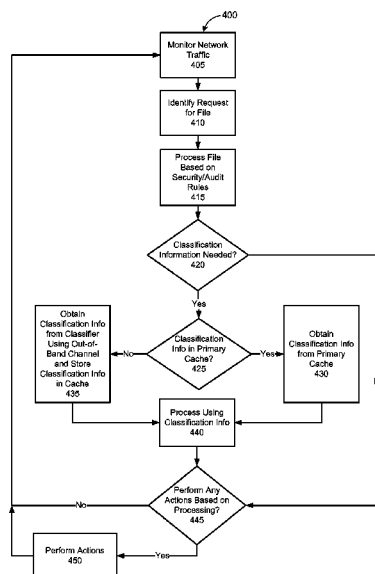 400
Monitor Network
Traffic
405
Identify Request
for File
410
Process File
Based on
Security/Audit
Rules
415
Classification
Information Needed?
420
Yes
Obtain
Classification Info
from Classifier
Using Out-of-
Band Channel
and Store
Classification Info
in Cache
435
No
Classification
Info in Primary
Cache?
425
Yes
Obtain
Classification Info
from Primary
Cache
430
Process Using
Classification Info
440
Perform Any
Actions Based on
Processing?
445
No
Yes
Perform Actions
450